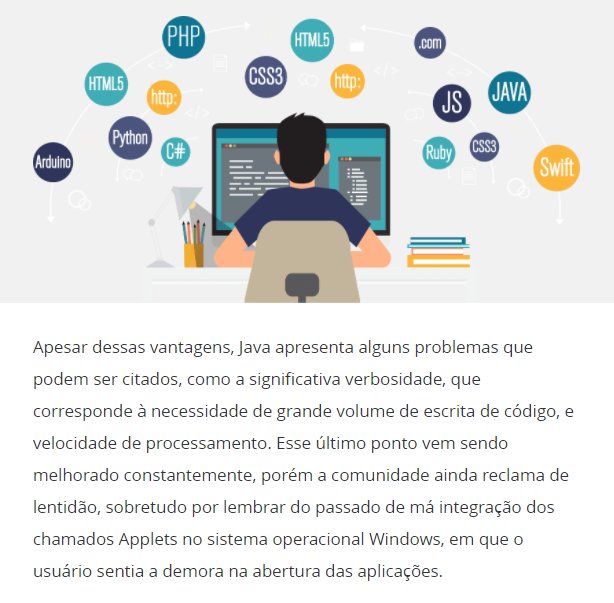 PHP
HTML5
.com
HTML5
CSS3
http:
JAVA
http:
JS
Python
C#
Ruby
CSS3
Arduino
Swift
Apesar dessas vantagens, Java apresenta alguns problemas que
podem ser citados, como a significativa verbosidade, que
corresponde à necessidade de grande volume de escrita de código, e
velocidade de processamento. Esse último ponto vem sendo
melhorado constantemente, porém a comunidade ainda reclama de
lentidão, sobretudo por lembrar do passado de má integração dos
chamados Applets no sistema operacional Windows, em que o
usuário sentia a demora na abertura das aplicações.